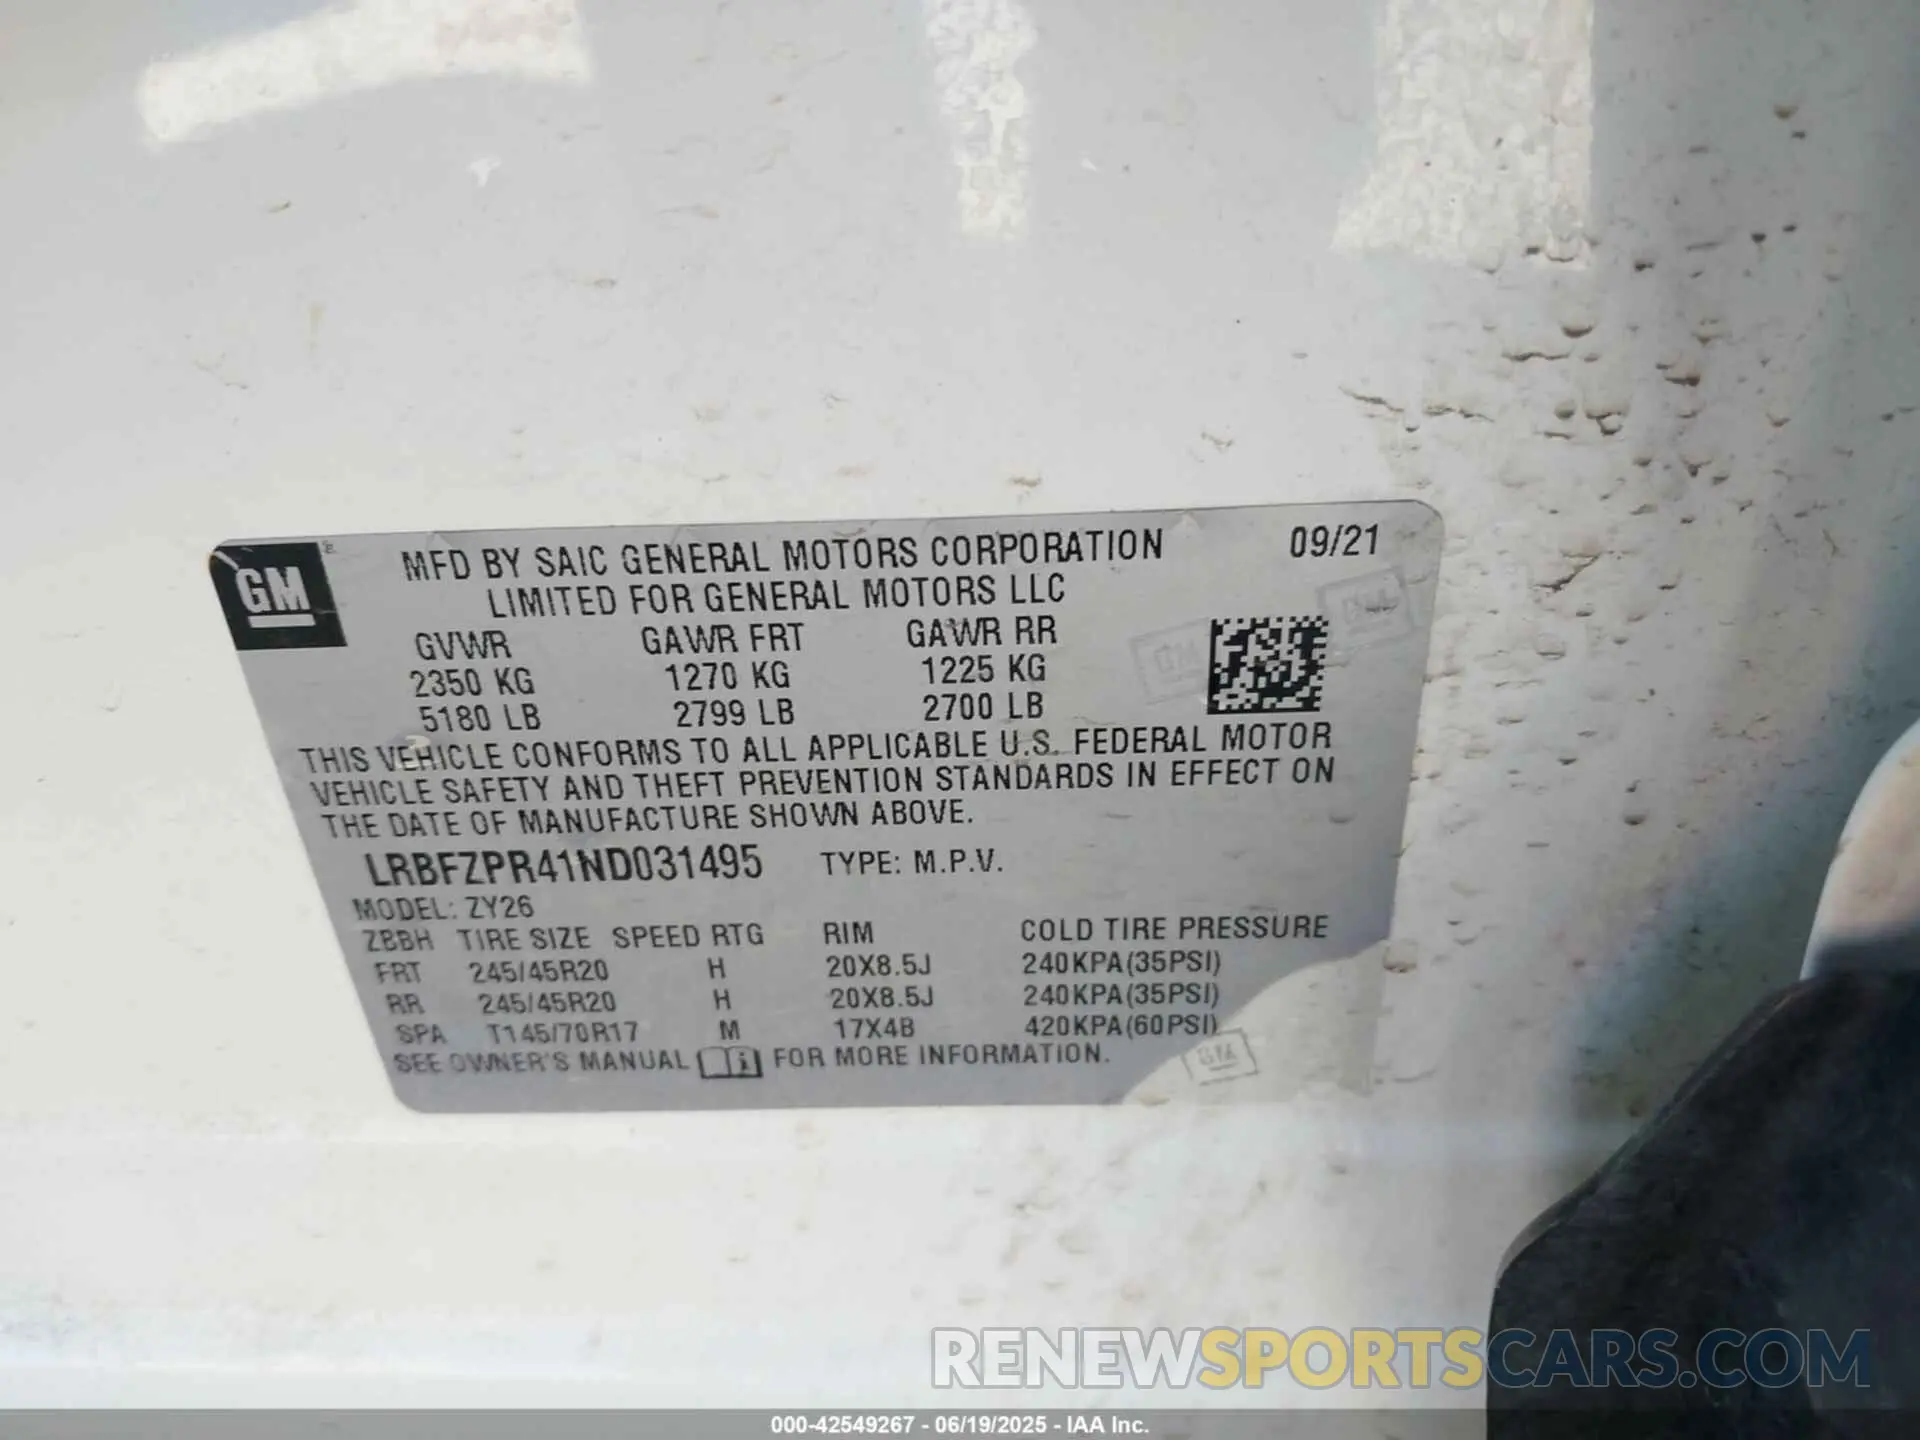 GM
MFD BY SAIC GENERAL MOTORS CORPORATION 09/21
LIMITED FOR GENERAL MOTORS LLC
GVWR GAWR FRT GAWR RR
2350 KG 1270 KG 1225 KG
5180 LB 2799 LB 2700 LB
THIS VEHICLE CONFORMS TO ALL APPLICABLE U.S. FEDERAL MOTOR
VEHICLE SAFETY AND THEFT PREVENTION STANDARDS IN EFFECT ON
THE DATE OF MANUFACTURE SHOWN ABOVE.
LRBFZPR41ND031495 TYPE: M.P.V.
MODEL: ZY26
ZBBH TIRE SIZE SPEED RTG RIM COLD TIRE PRESSURE
FRT 245/45R20 H 20X8.5J 240KPA(35PSI)
RR 245/45R20 H 20X8.5J 240KPA(35PSI)
SPA T145/70R17 M 17X4B 420KPA(60PSI)
SEE OWNER'S MANUAL i FOR MORE INFORMATION.
GM
RENEWSPORTSCARS.COM
000-42549267 - 06/19/2025 - IAA Inc.